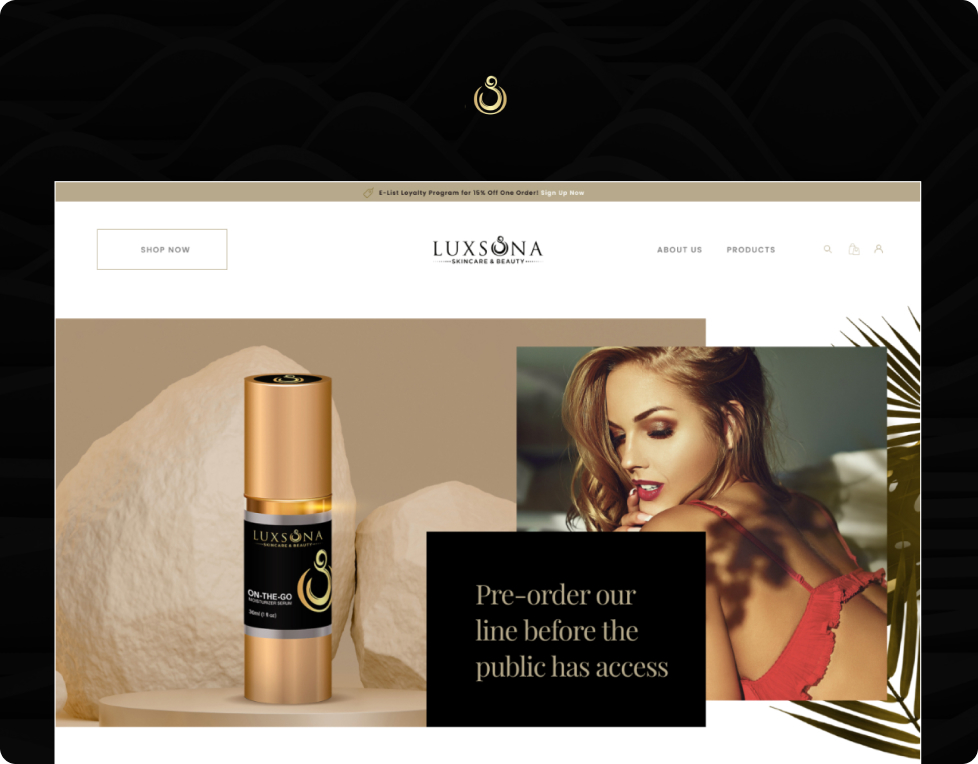 E-List Loyalty Program for 15% Off One Order! Sign Up Now
SHOP NOW
LUXSONA
SKINCARE & BEAUTY
ABOUT US
PRODUCTS
LUXSONA
SKINCARE & BEAUTY
ON-THE-GO
MOISTURIZER SERUM
30ml (1 fl oz)
Pre-order our
line before the
public has access